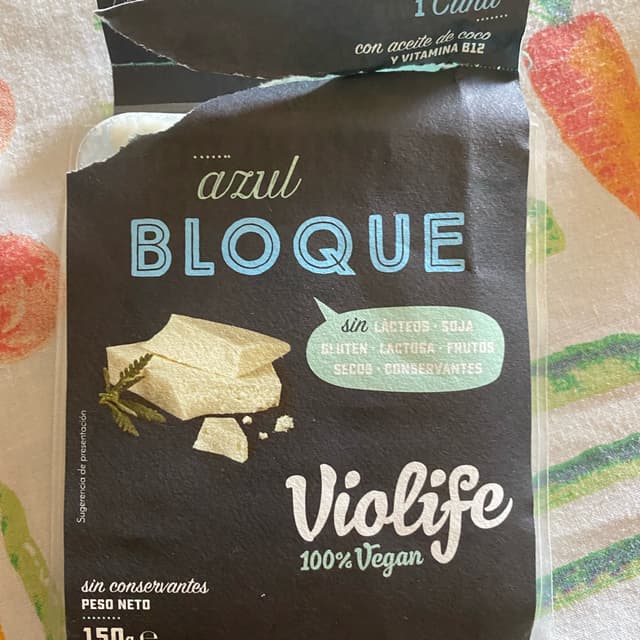 con aceite de coco
Y VITAMINA B12
azul
BLOQUE
sin LÁCTEOS · SOJA
GLUTEN · LACTOSA · FRUTOS
SECOS · CONSERVANTES
Sugerencia de presentación
Violife
100% Vegan
sin conservantes
PESO NETO
150g e